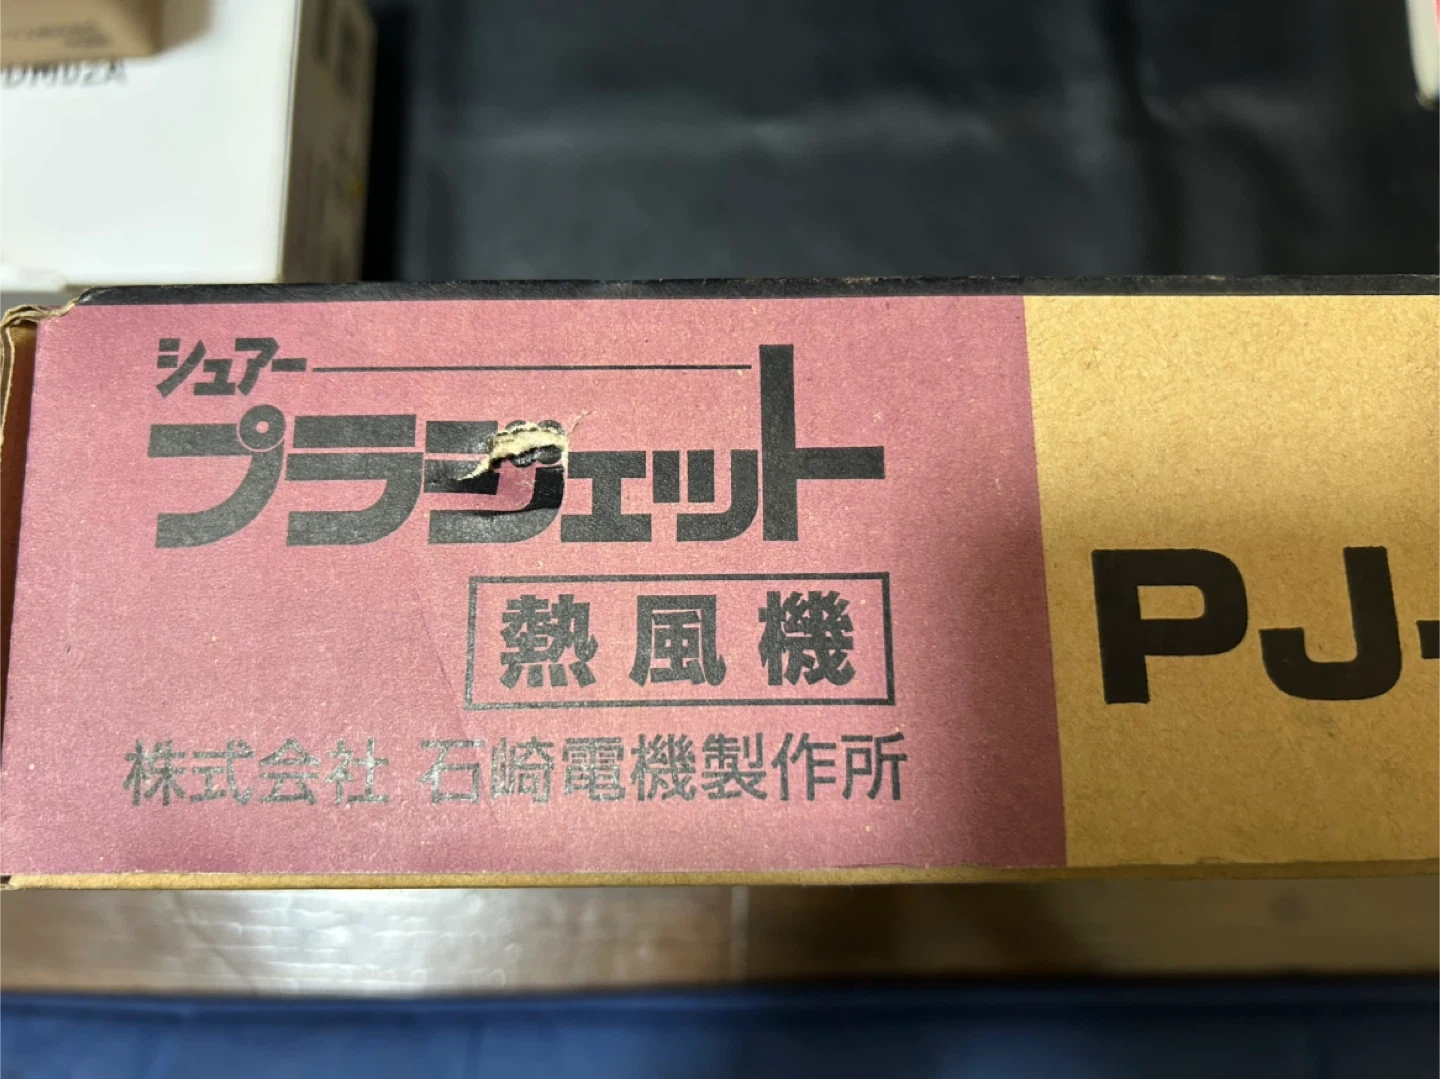 DM02A
シュアー
プラジェット
熱風機
株式会社 石崎電機製作所
PJ-